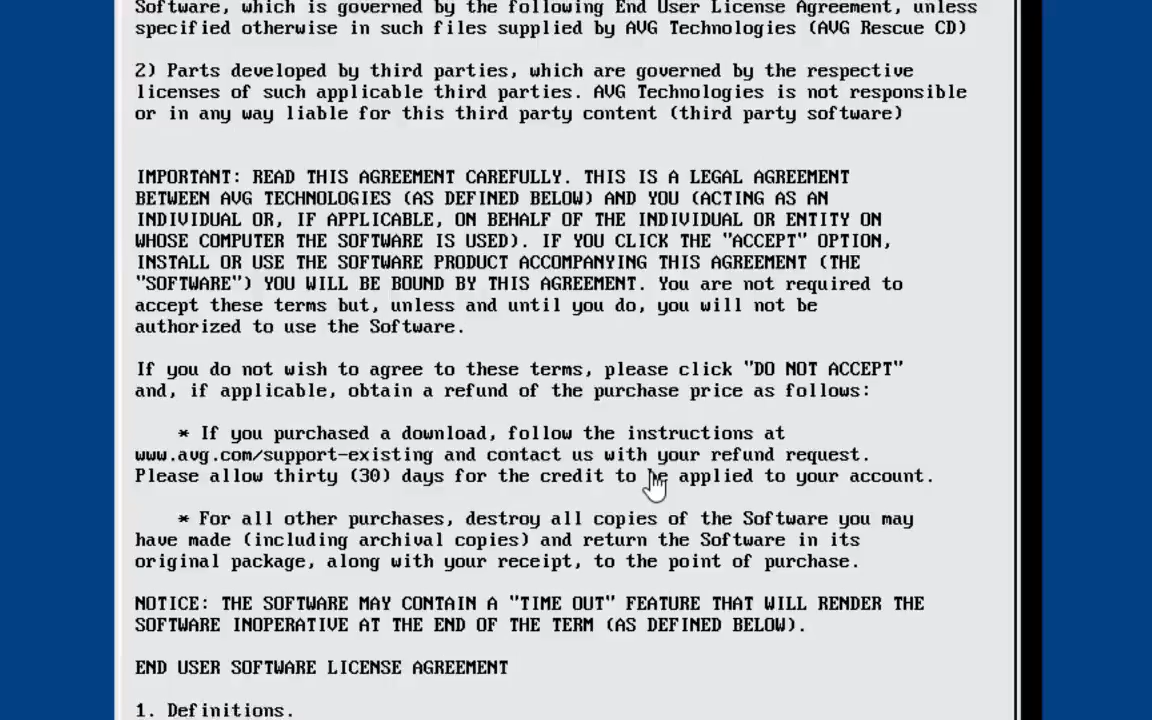 Software, which is governed by the following End User License Agreement, unless
specified otherwise in such files supplied by AVG Technologies (AVG Rescue CD)
2) Parts developed by third parties, which are governed by the respective
licenses of such applicable third parties. AVG Technologies is not responsible
or in any way liable for this third party content (third party software)
IMPORTANT: READ THIS AGREEMENT CAREFULLY. THIS IS A LEGAL AGREEMENT
BETWEEN AVG TECHNOLOGIES (AS DEFINED BELOW) AND YOU (ACTING AS AN
INDIVIDUAL OR, IF APPLICABLE, ON BEHALF OF THE INDIVIDUAL OR ENTITY ON
WHOSE COMPUTER THE SOFTWARE IS USED). IF YOU CLICK THE "ACCEPT" OPTION,
INSTALL OR USE THE SOFTWARE PRODUCT ACCOMPANYING THIS AGREEMENT (THE
"SOFTWARE") YOU WILL BE BOUND BY THIS AGREEMENT. You are not required to
accept these terms but, unless and until you do, you will not be
authorized to use the Software.
If you do not wish to agree to these terms, please click "DO NOT ACCEPT"
and, if applicable, obtain a refund of the purchase price as follows:
* If you purchased a download, follow the instructions at
www.avg.com/support-existing and contact us with your refund request.
Please allow thirty (30) days for the credit to be applied to your account.
* For all other purchases, destroy all copies of the Software you may
have made (including archival copies) and return the Software in its
original package, along with your receipt, to the point of purchase.
NOTICE: THE SOFTWARE MAY CONTAIN A "TIME OUT" FEATURE THAT WILL RENDER THE
SOFTWARE INOPERATIVE AT THE END OF THE TERM (AS DEFINED BELOW).
END USER SOFTWARE LICENSE AGREEMENT
1. Definitions.